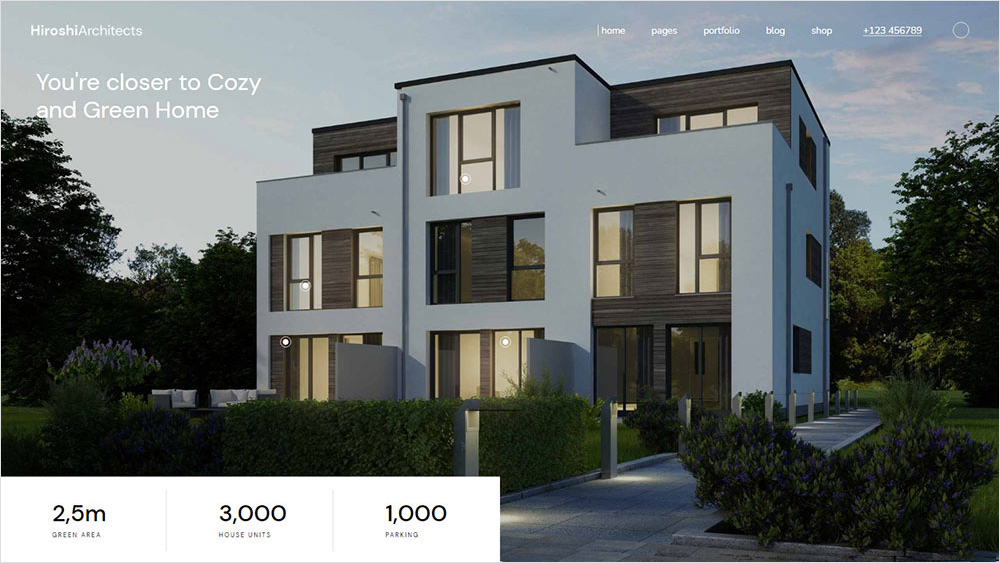 HiroshiArchitects
home pages portfolio blog shop +123 456789
You're closer to Cozy
and Green Home
2,5m
GREEN AREA
3,000
HOUSE UNITS
1,000
PARKING